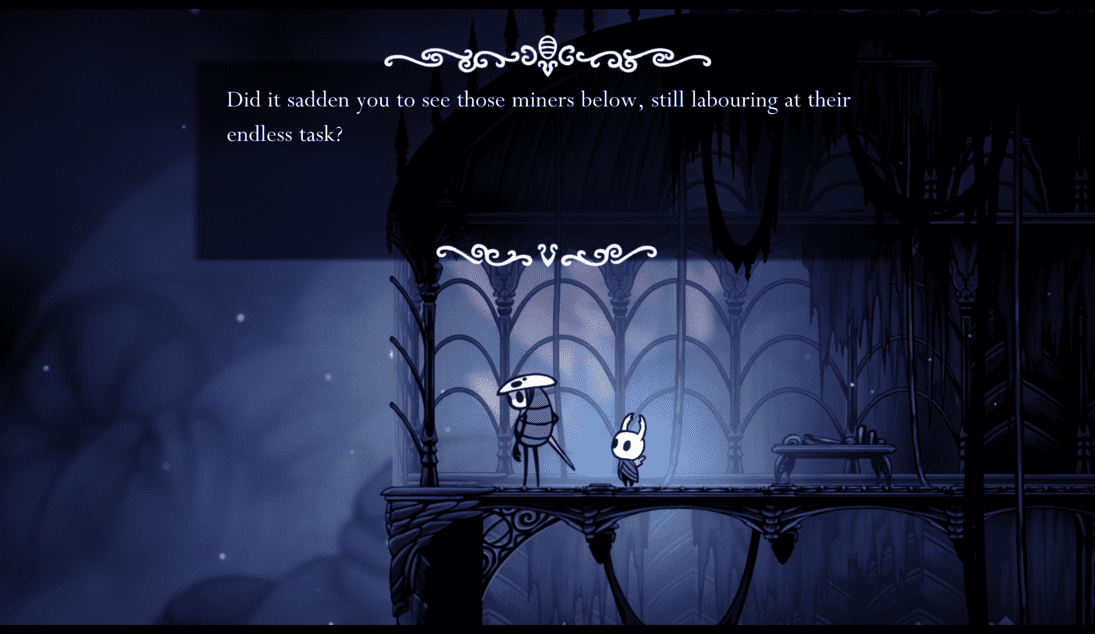 Did it sadden you to see those miners below, still labouring at their
endless task?